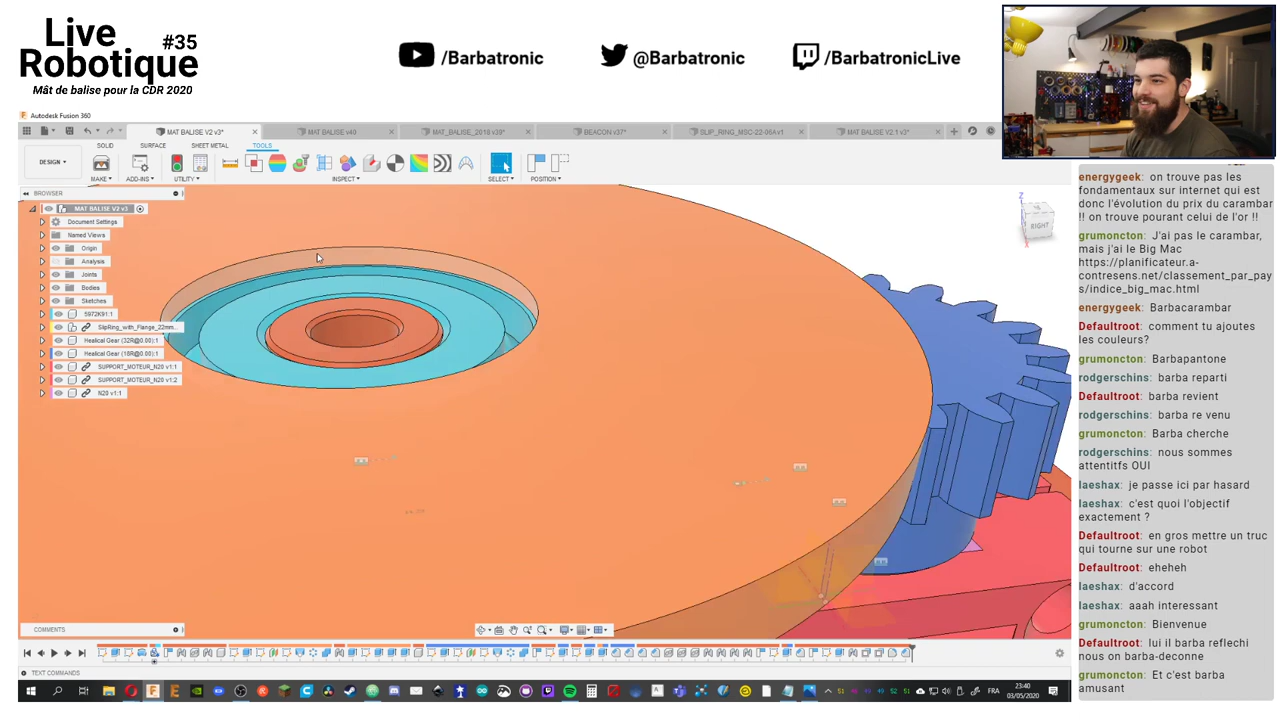 Live
Robotique #35
Mât de balise pour la CDR 2020
/Barbatronic
@Barbatronic
/BarbatronicLive
Autodesk Fusion 360
MAT BALISE V2 v3*
MAT BALISE v40
MAT_BALISE_2019 v39*
BEACON v37*
SLIP_RING_MSC-22-06A v1
MAT BALISE V2.1 v3*
SOLID
SURFACE
SHEET METAL
TOOLS
DESIGN
MAKE
ADD-INS
UTILITY
INSPECT
SELECT
POSITION
BROWSER
MAT BALISE V2 v3
Document Settings
Named Views
Origin
Analysis
Joints
Bodies
Sketches
5972K91:1
SlipRing_with_Flange_22mm...
Healical Gear (32R@0.00):1
Healical Gear (18R@0.00):1
SUPPORT_MOTEUR_N20 v1:1
SUPPORT_MOTEUR_N20 v1:2
N20 v1:1
Z
RIGHT
COMMENTS
TEXT COMMANDS
FRA
23:40
03/05/2020
energygeek: on trouve pas les
fondamentaux sur internet qui est
donc l'évolution du prix du carambar
!! on trouve pourant celui de l'or !!
grumoncton: J'ai pas le carambar,
mais j'ai le Big Mac
https://planificateur.a-
contresens.net/classement_par_pay
s/indice_big_mac.html
energygeek: Barbacarambar
Defaultroot: comment tu ajoutes
les couleurs?
grumoncton: Barbapantone
rodgerschins: barba reparti
Defaultroot: barba revient
rodgerschins: barba re venu
grumoncton: Barba cherche
rodgerschins: nous sommes
attentitfs OUI
laeshax: je passe ici par hasard
laeshax: c'est quoi l'objectif
exactement ?
Defaultroot: en gros mettre un truc
qui tourne sur une robot
Defaultroot: eheheh
laeshax: d'accord
laeshax: aaah interessant
grumoncton: Bienvenue
Defaultroot: lui il barba reflechi
nous on barba-deconne
grumoncton: Et c'est barba
amusant